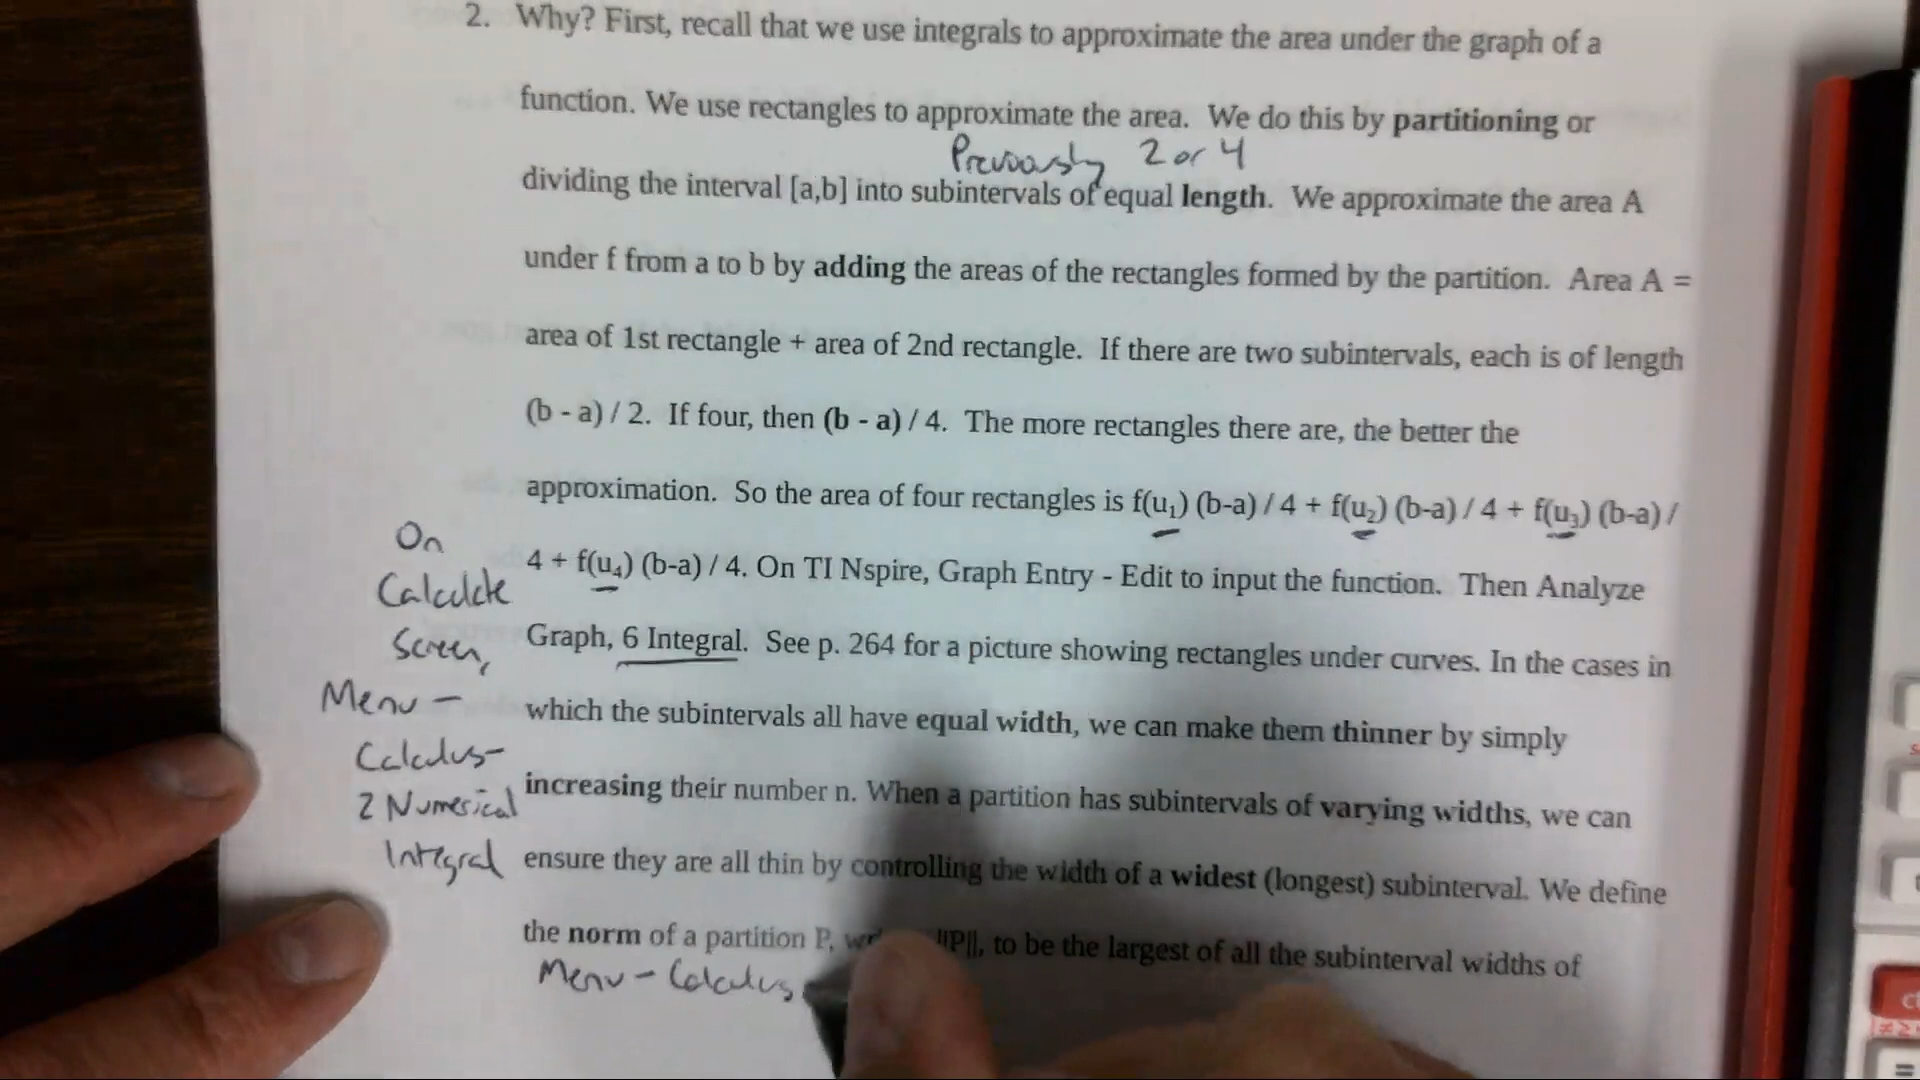 2. Why? First, recall that we use integrals to approximate the area under the graph of a
function. We use rectangles to approximate the area. We do this by partitioning or
Previously 2 or 4
dividing the interval [a,b] into subintervals of equal length. We approximate the area A
under f from a to b by adding the areas of the rectangles formed by the partition. Area A =
area of 1st rectangle + area of 2nd rectangle. If there are two subintervals, each is of length
(b - a) / 2. If four, then (b - a) / 4. The more rectangles there are, the better the
approximation. So the area of four rectangles is f(u₁) (b-a) / 4 + f(u₂) (b-a) / 4 + f(u₃) (b-a) /
4 + f(u₄) (b-a) / 4. On TI Nspire, Graph Entry - Edit to input the function. Then Analyze
Graph, 6 Integral. See p. 264 for a picture showing rectangles under curves. In the cases in
which the subintervals all have equal width, we can make them thinner by simply
increasing their number n. When a partition has subintervals of varying widths, we can
ensure they are all thin by controlling the width of a widest (longest) subinterval. We define
the norm of a partition P, ||P||, to be the largest of all the subinterval widths of
Menu - Calculus
On
Calculate
Screen,
Menu -
Calculus-
2 Numerical
Integral